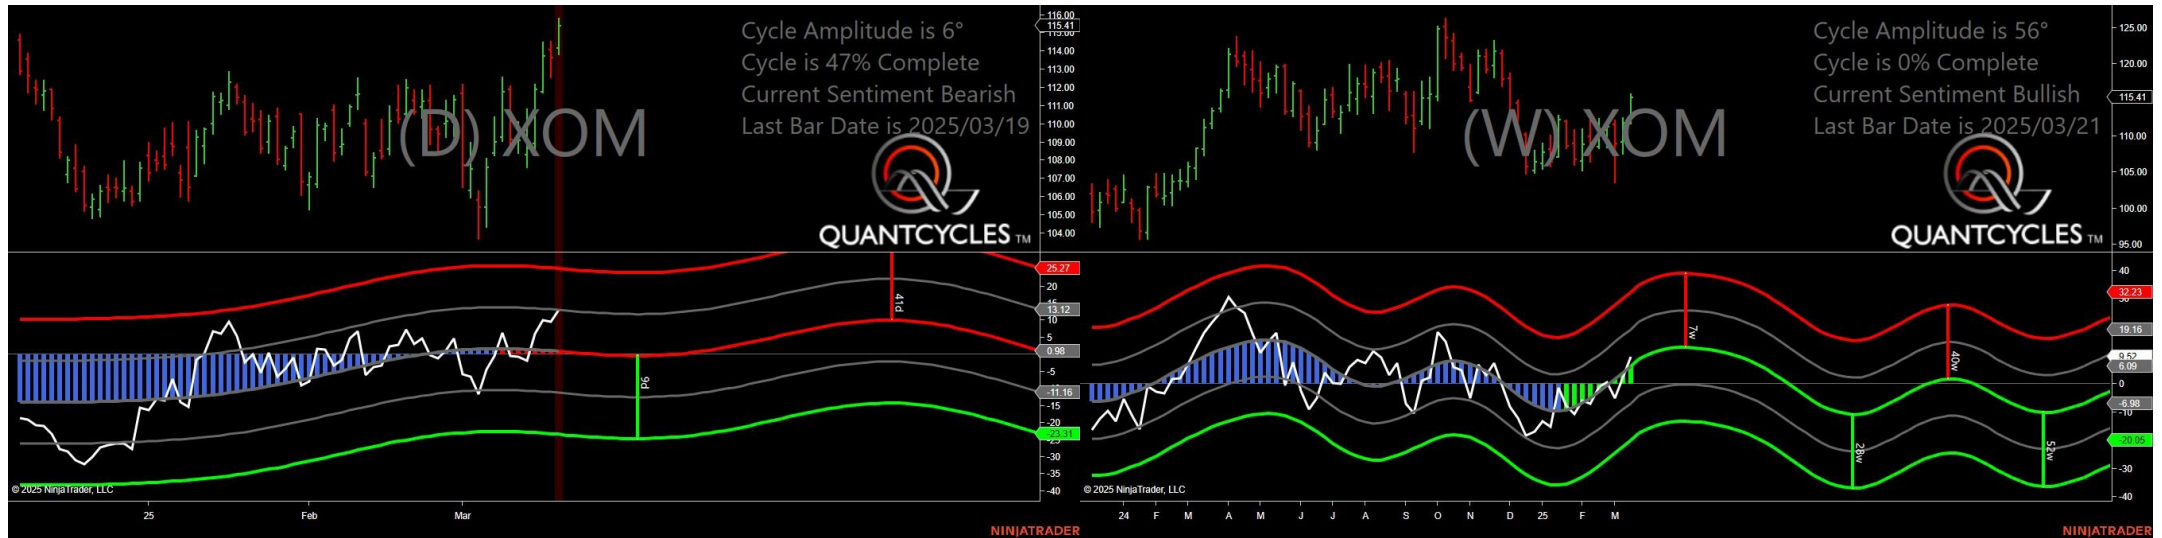 Cycle Amplitude is 6°
Cycle is 47% Complete
Current Sentiment Bearish
Last Bar Date is 2025/03/19
(D) XOM
QUANTCYCLES TM
116.00
115.41
115.00
114.00
113.00
112.00
111.00
110.00
109.00
108.00
107.00
106.00
105.00
104.00
25.27
20
13.12
10
5
0.98
-5
-11.16
-15
-20
-23.31
-30
-35
-40
41d
9d
© 2025 NinjaTrader, LLC
25 Feb Mar
NINJATRADER
Cycle Amplitude is 56°
Cycle is 0% Complete
Current Sentiment Bullish
Last Bar Date is 2025/03/21
(W) XOM
QUANTCYCLES TM
125.00
120.00
115.41
110.00
105.00
100.00
95.00
40
32.23
19.16
9.52
6.09
0
-6.98
-10
-20.05
-30
-40
7w
40w
28w
52w
© 2025 NinjaTrader, LLC
24 F M A M J J A S O N D 25 F M
NINJATRADER